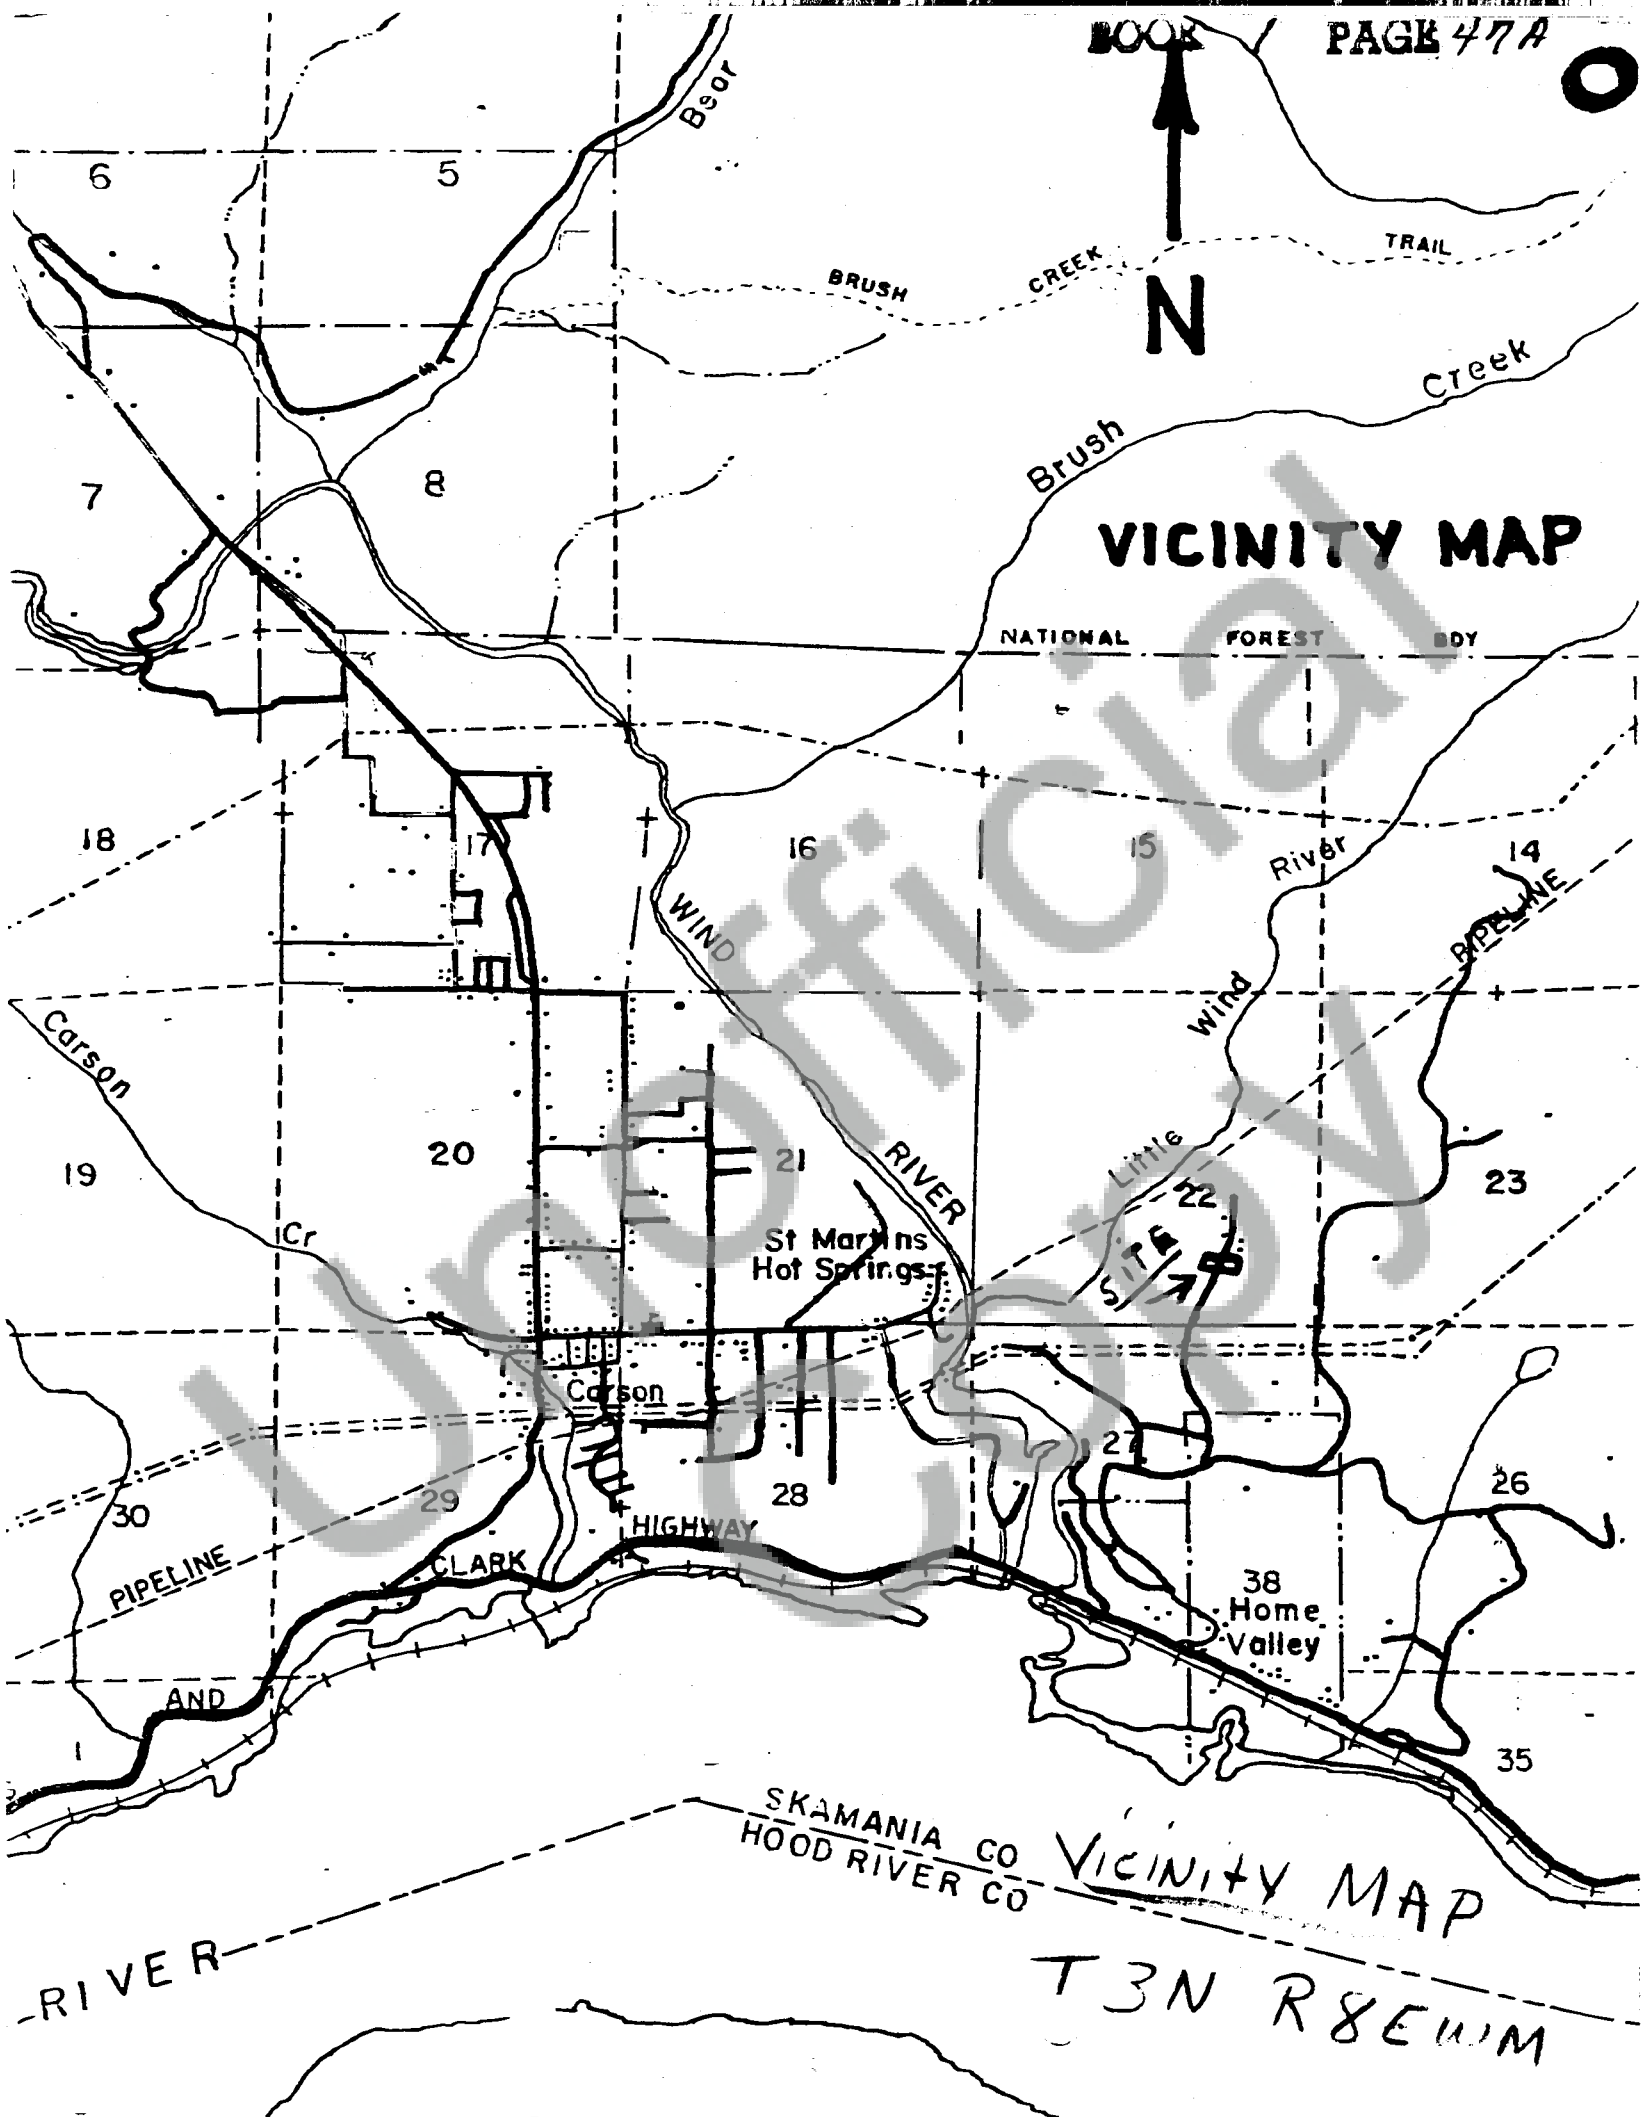 BOOK PAGE 47A
Bear
6
5
N
BRUSH CREEK TRAIL
Brush Creek
7
8
VICINITY MAP
NATIONAL FOREST BDY
18
17
16
15
14
River
PIPELINE
WIND
Wind
Carson
19
20
21
RIVER
Little
22
23
Cr
St Martins
Hot Springs
SITE
Carson
27
30
29
28
26
HIGHWAY
PIPELINE
CLARK
38
Home
Valley
AND
1
35
SKAMANIA CO
HOOD RIVER CO
VICINITY MAP
RIVER
T3N R8EWM
Unofficial
Copy